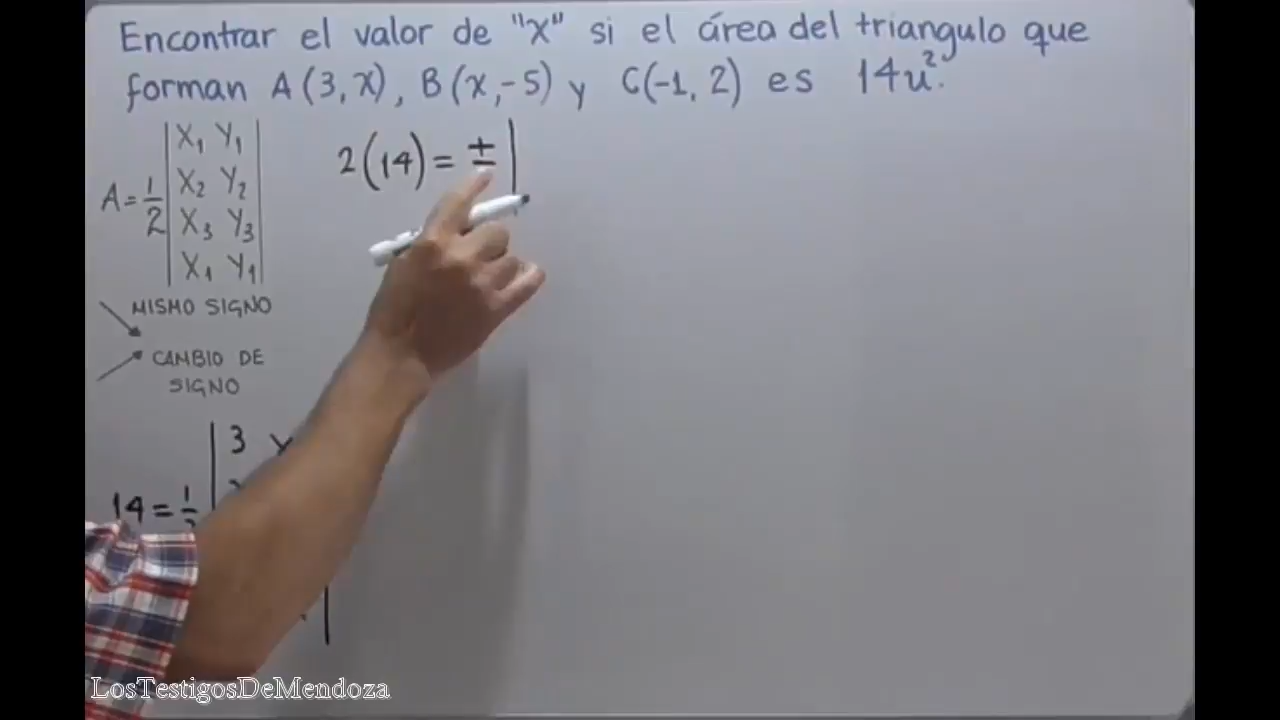 Encontrar el valor de "X" si el área del triangulo que
forman A(3,X), B(X,-5) y C(-1,2) es 14u².
X₁ Y₁
A=1/2 X₂ Y₂
X₃ Y₃
X₁ Y₁
MISMO SIGNO
CAMBIO DE
SIGNO
2(14)=±|
3
14=1/
LosTestigosDeMendoza